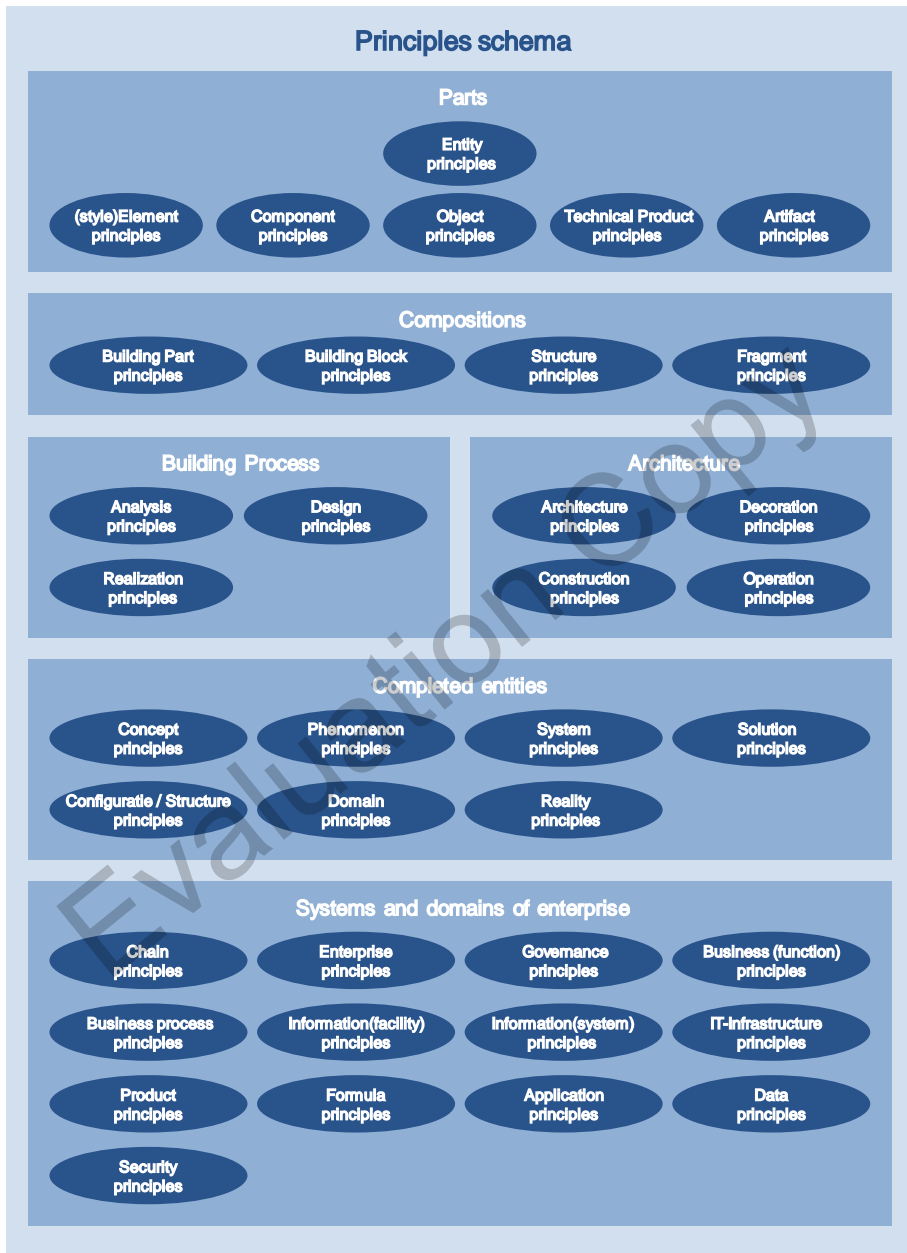 Principles schema
Parts
Entity
principles
(style)Element
principles
Component
principles
Object
principles
Technical Product
principles
Artifact
principles
Compositions
Building Part
principles
Building Block
principles
Structure
principles
Fragment
principles
Building Process
Analysis
principles
Design
principles
Realization
principles
Architecture
Architecture
principles
Decoration
principles
Construction
principles
Operation
principles
Completed entities
Concept
principles
Phenomenon
principles
System
principles
Solution
principles
Configuratie / Structure
principles
Domain
principles
Reality
principles
Systems and domains of enterprise
Chain
principles
Enterprise
principles
Governance
principles
Business (function)
principles
Business process
principles
Information(facility)
principles
Information(system)
principles
IT-Infrastructure
principles
Product
principles
Formula
principles
Application
principles
Data
principles
Security
principles
Evaluation Copy